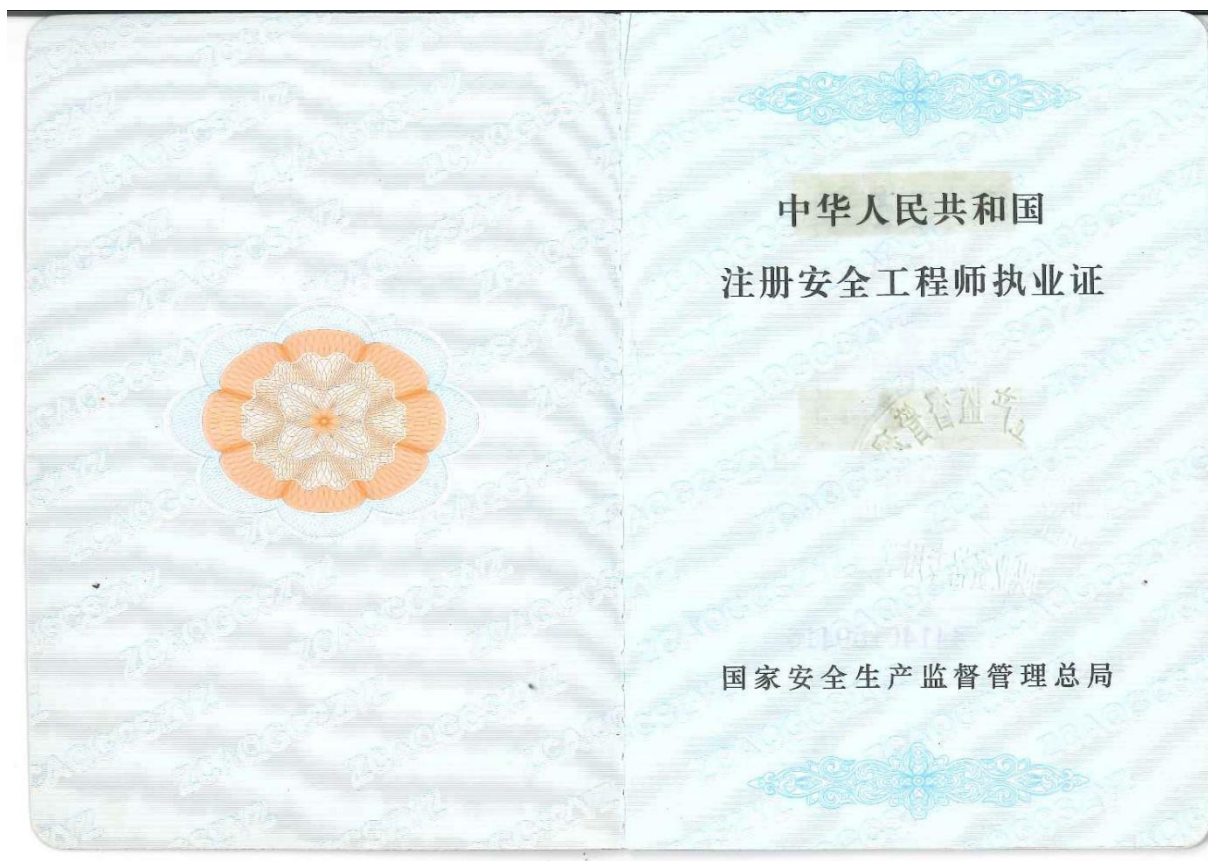 中华人民共和国
注册安全工程师执业证
国家安全生产监督管理总局